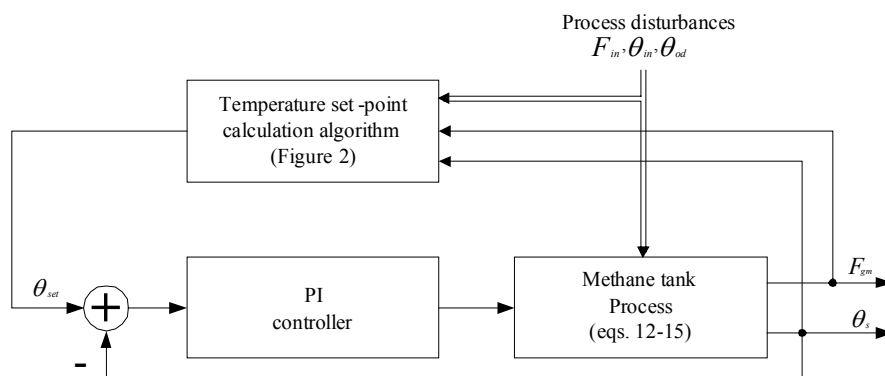 Process disturbances
F_in, θ_in, θ_od
Temperature set -point
calculation algorithm
(Figure 2)
θ_set
+
-
PI
controller
Methane tank
Process
(eqs. 12-15)
F_gm
θ_s